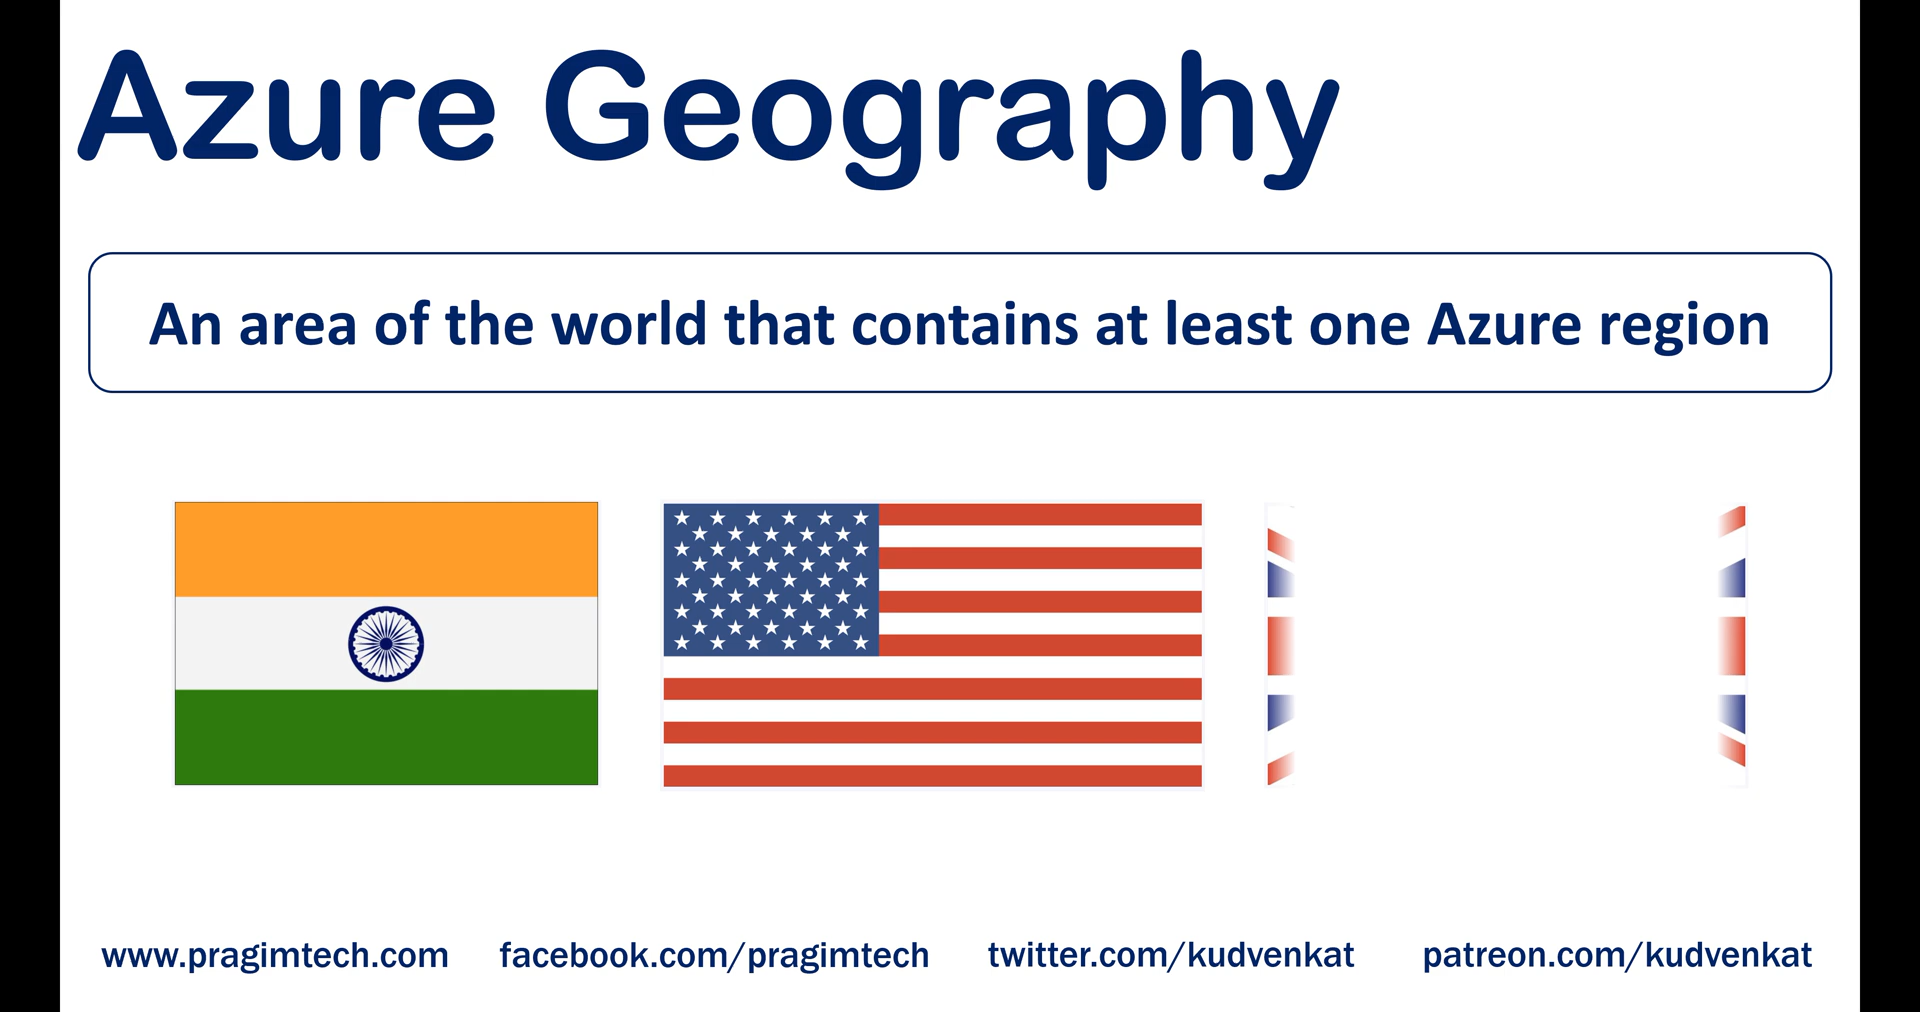 Azure Geography
An area of the world that contains at least one Azure region
www.pragimtech.com facebook.com/pragimtech twitter.com/kudvenkat patreon.com/kudvenkat